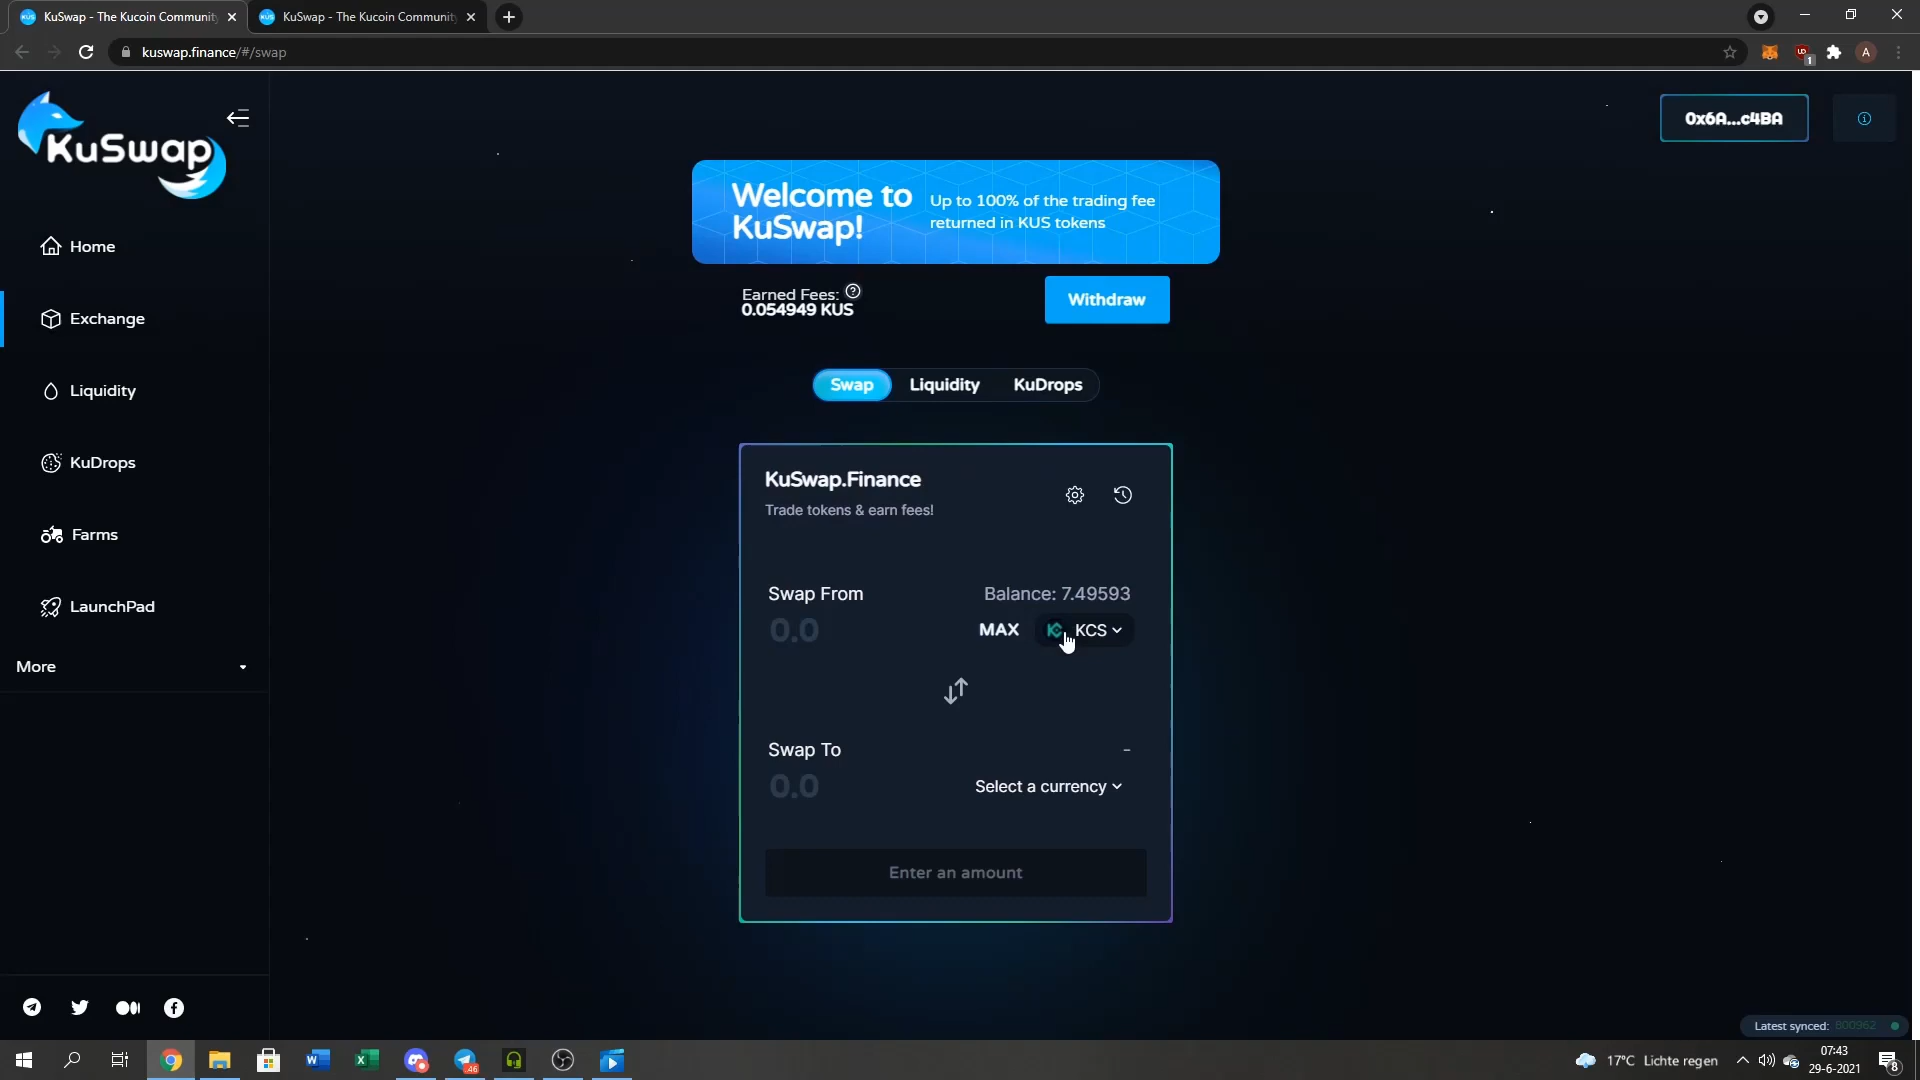 KuSwap - The Kucoin Community
KuSwap - The Kucoin Community
kuswap.finance/#/swap
A
1
KuSwap
0x6A...c4BA
Welcome to
KuSwap!
Up to 100% of the trading fee
returned in KUS tokens
Home
Earned Fees:
0.054949 KUS
Withdraw
Exchange
Swap
Liquidity
KuDrops
Liquidity
KuSwap.Finance
Trade tokens & earn fees!
KuDrops
Farms
Swap From
Balance: 7.49593
LaunchPad
0.0
MAX
KCS
More
Swap To
-
0.0
Select a currency
Enter an amount
Latest synced: 800962
46
17°C Lichte regen
07:43
29-6-2021
8